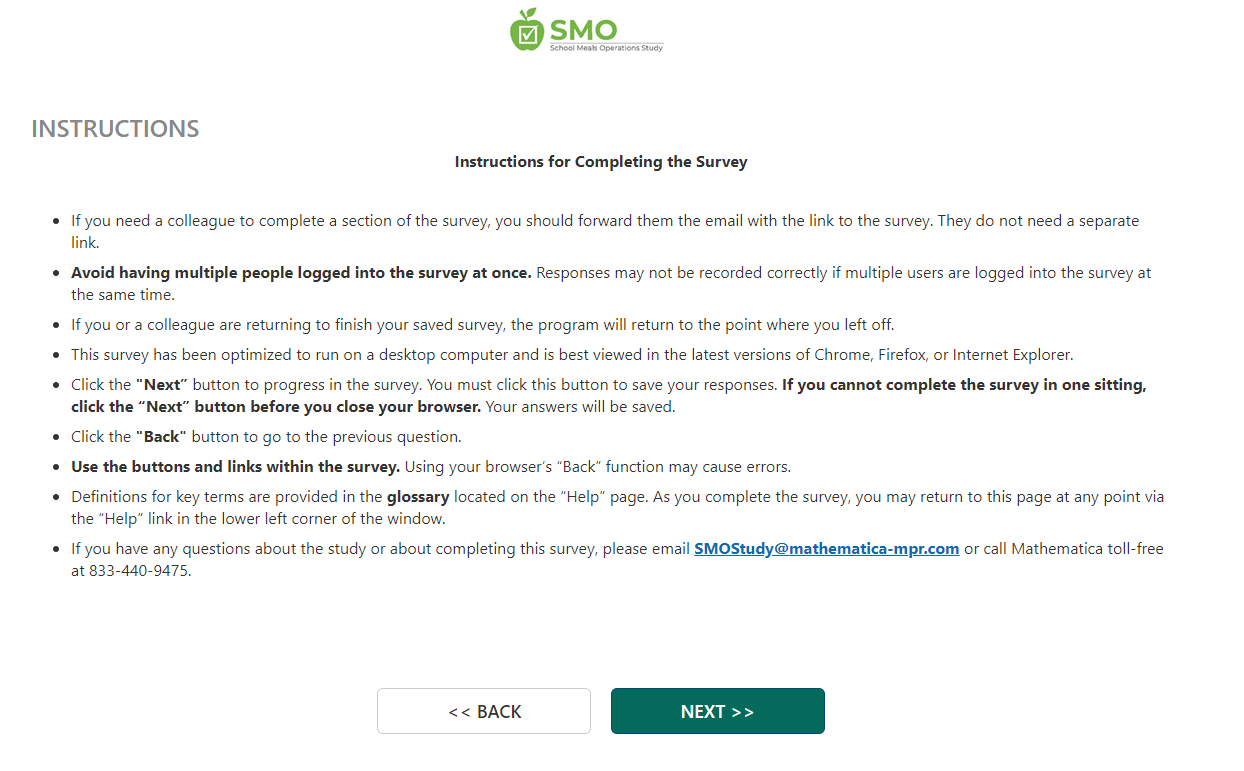 SMO
School Meals Operations Study
INSTRUCTIONS
Instructions for Completing the Survey
• If you need a colleague to complete a section of the survey, you should forward them the email with the link to the survey. They do not need a separate
link.
• Avoid having multiple people logged into the survey at once. Responses may not be recorded correctly if multiple users are logged into the survey at
the same time.
• If you or a colleague are returning to finish your saved survey, the program will return to the point where you left off.
• This survey has been optimized to run on a desktop computer and is best viewed in the latest versions of Chrome, Firefox, or Internet Explorer.
• Click the "Next” button to progress in the survey. You must click this button to save your responses. If you cannot complete the survey in one sitting,
click the “Next” button before you close your browser. Your answers will be saved.
• Click the "Back" button to go to the previous question.
• Use the buttons and links within the survey. Using your browser’s “Back” function may cause errors.
• Definitions for key terms are provided in the glossary located on the “Help” page. As you complete the survey, you may return to this page at any point via
the “Help” link in the lower left corner of the window.
• If you have any questions about the study or about completing this survey, please email SMOStudy@mathematica-mpr.com or call Mathematica toll-free
at 833-440-9475.
<< BACK
NEXT >>